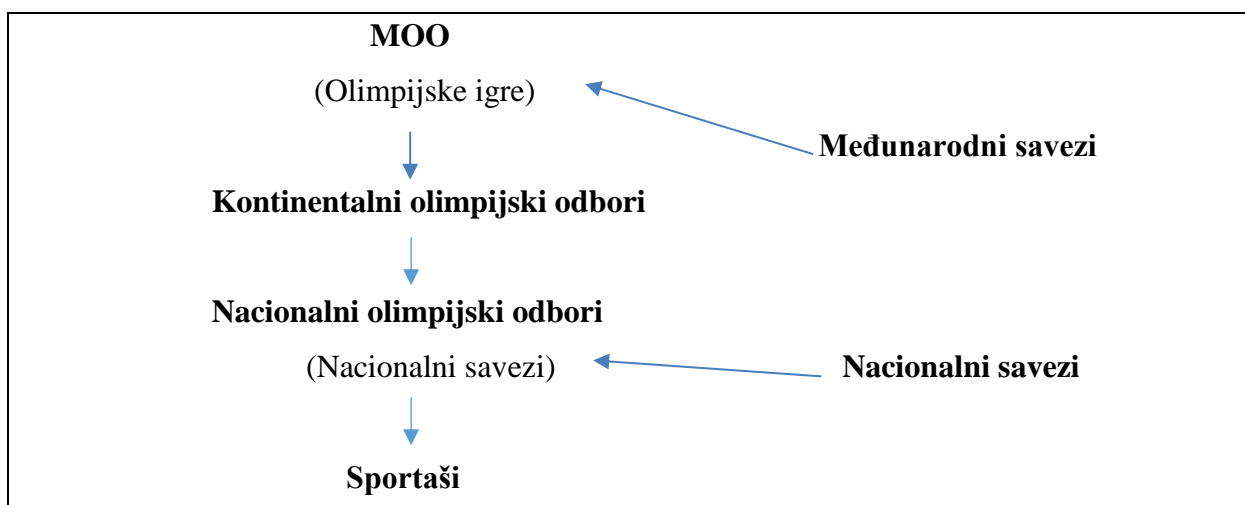 MOO
(Olimpijske igre)
Međunarodni savezi
Kontinentalni olimpijski odbori
Nacionalni olimpijski odbori
(Nacionalni savezi)
Nacionalni savezi
Sportaši